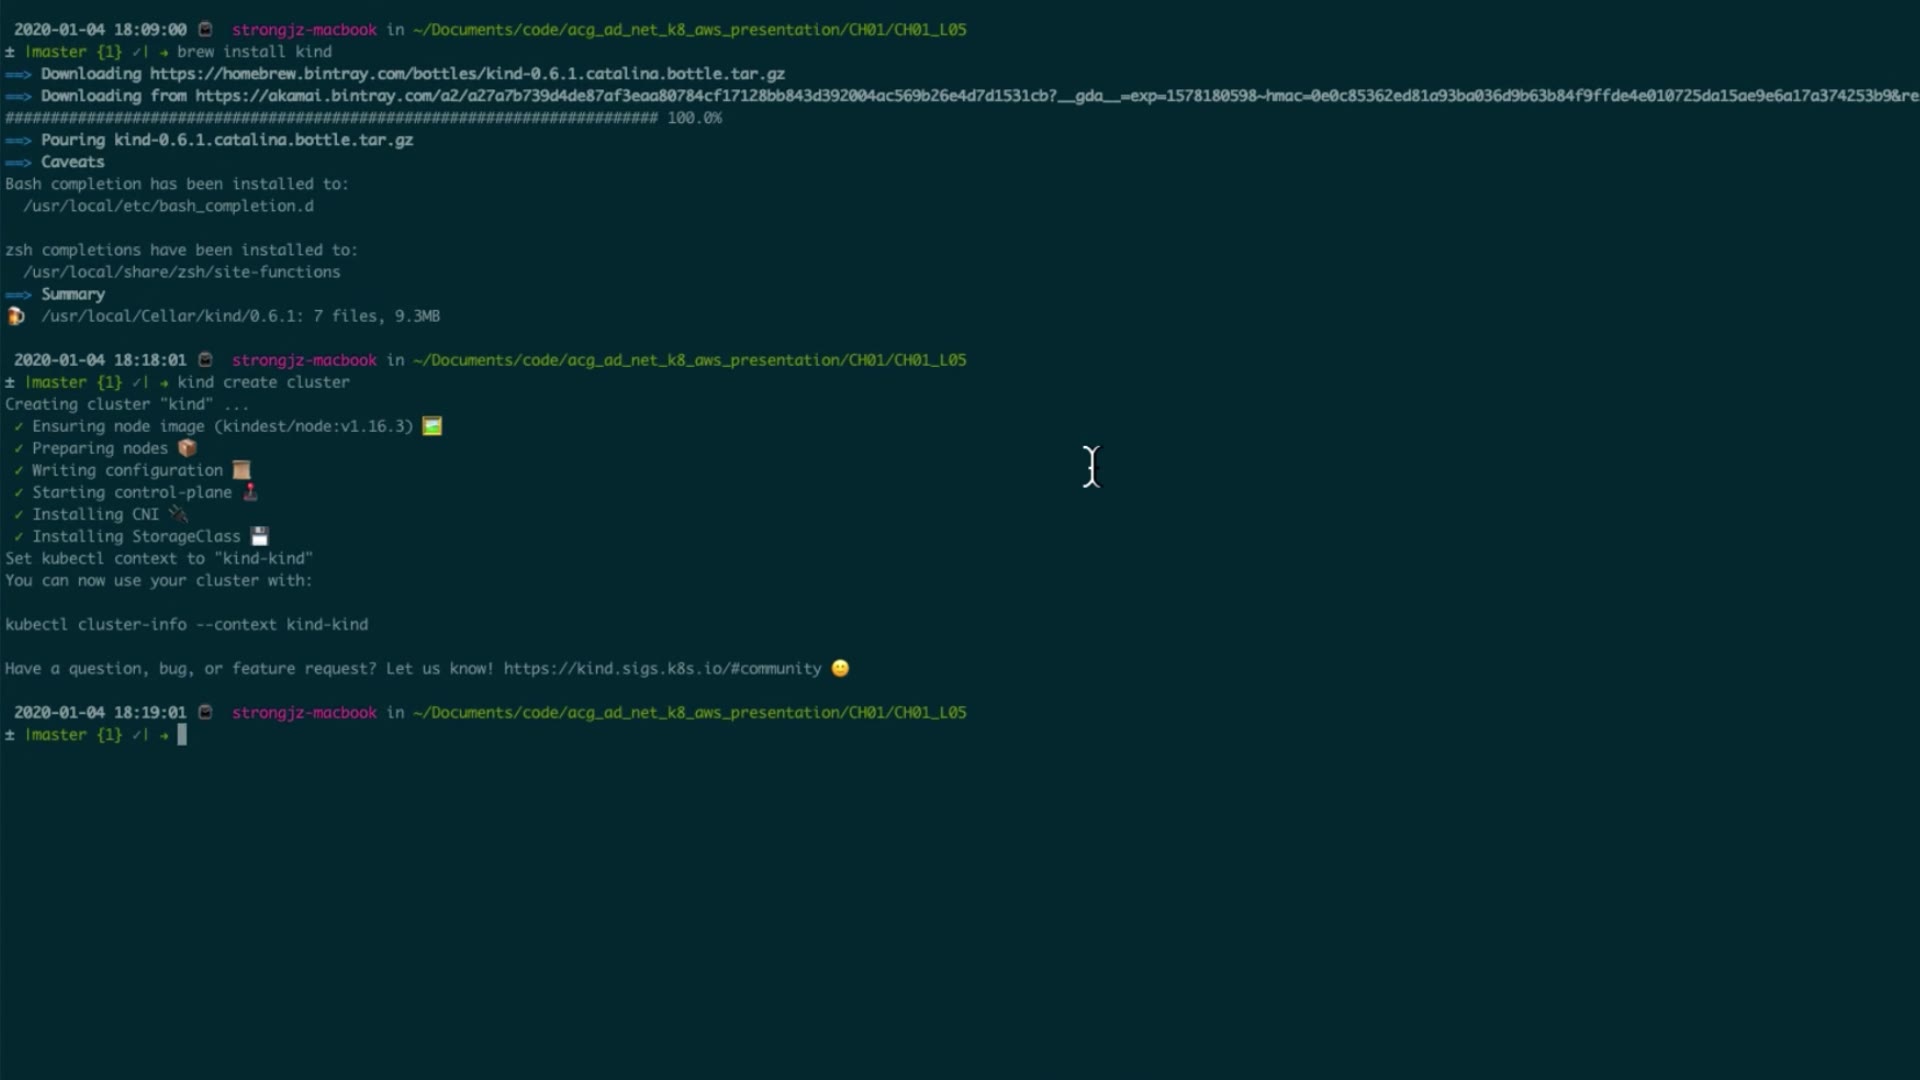 2020-01-04 18:09:00 strongjz-macbook in ~/Documents/code/acg_ad_net_k8_aws_presentation/CH01/CH01_L05
± |master {1} ✓| → brew install kind
==> Downloading https://homebrew.bintray.com/bottles/kind-0.6.1.catalina.bottle.tar.gz
==> Downloading from https://akamai.bintray.com/a2/a27a7b739d4de87af3eaa80784cf17128bb843d392004ac569b26e4d7d1531cb?__gda__=exp=1578180598~hmac=0e0c85362ed81a93ba036d9b63b84f9ffde4e010725da15ae9e6a17a374253b9&re
######################################################################## 100.0%
==> Pouring kind-0.6.1.catalina.bottle.tar.gz
==> Caveats
Bash completion has been installed to:
/usr/local/etc/bash_completion.d
zsh completions have been installed to:
/usr/local/share/zsh/site-functions
==> Summary
🍺 /usr/local/Cellar/kind/0.6.1: 7 files, 9.3MB
2020-01-04 18:18:01 strongjz-macbook in ~/Documents/code/acg_ad_net_k8_aws_presentation/CH01/CH01_L05
± |master {1} ✓| → kind create cluster
Creating cluster "kind" ...
✓ Ensuring node image (kindest/node:v1.16.3) 🖼
✓ Preparing nodes 📦
✓ Writing configuration 📜
✓ Starting control-plane 🕹
✓ Installing CNI 🔌
✓ Installing StorageClass 💾
Set kubectl context to "kind-kind"
You can now use your cluster with:
kubectl cluster-info --context kind-kind
Have a question, bug, or feature request? Let us know! https://kind.sigs.k8s.io/#community 🙂
2020-01-04 18:19:01 strongjz-macbook in ~/Documents/code/acg_ad_net_k8_aws_presentation/CH01/CH01_L05
± |master {1} ✓| →